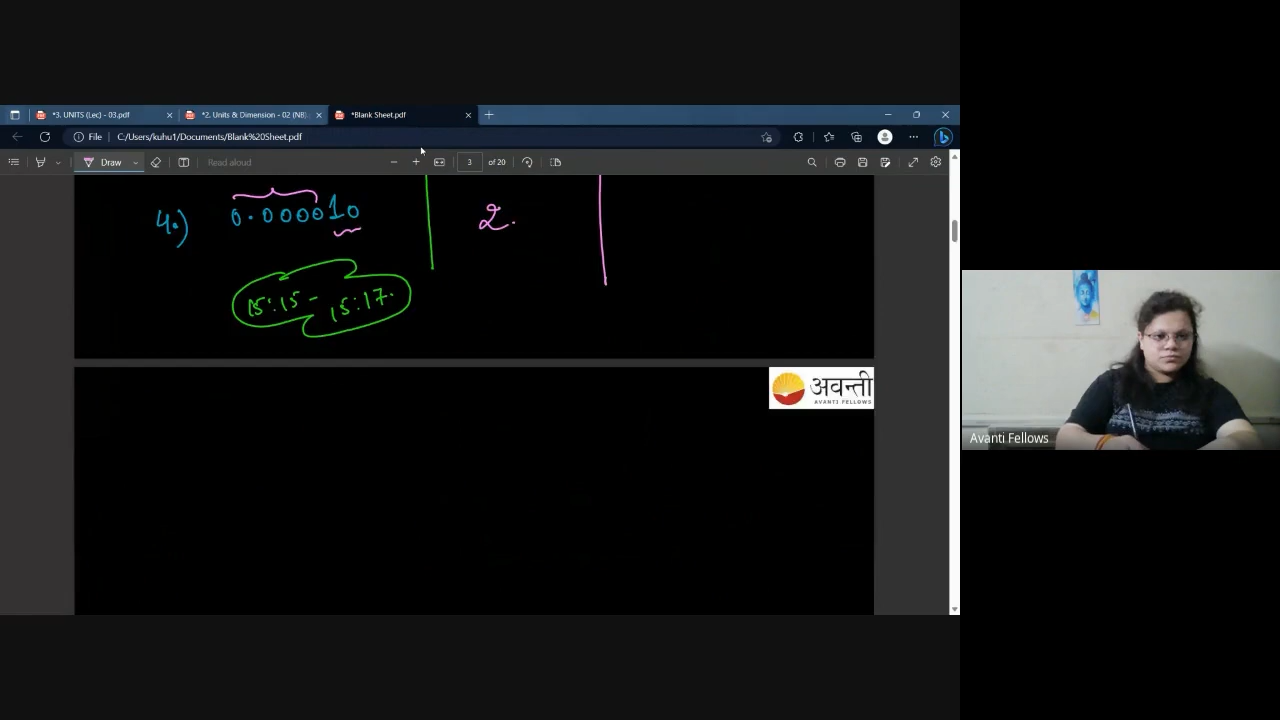 *3. UNITS (Lec) - 03.pdf
*2. Units & Dimension - 02 (NB).
*Blank Sheet.pdf
File
C:/Users/kuhu1/Documents/Blank%20Sheet.pdf
Draw
Read aloud
3
of 20
4.) 0.000010
2.
15:15 - 15:17.
अवन्ती
AVANTI FELLOWS
Avanti Fellows